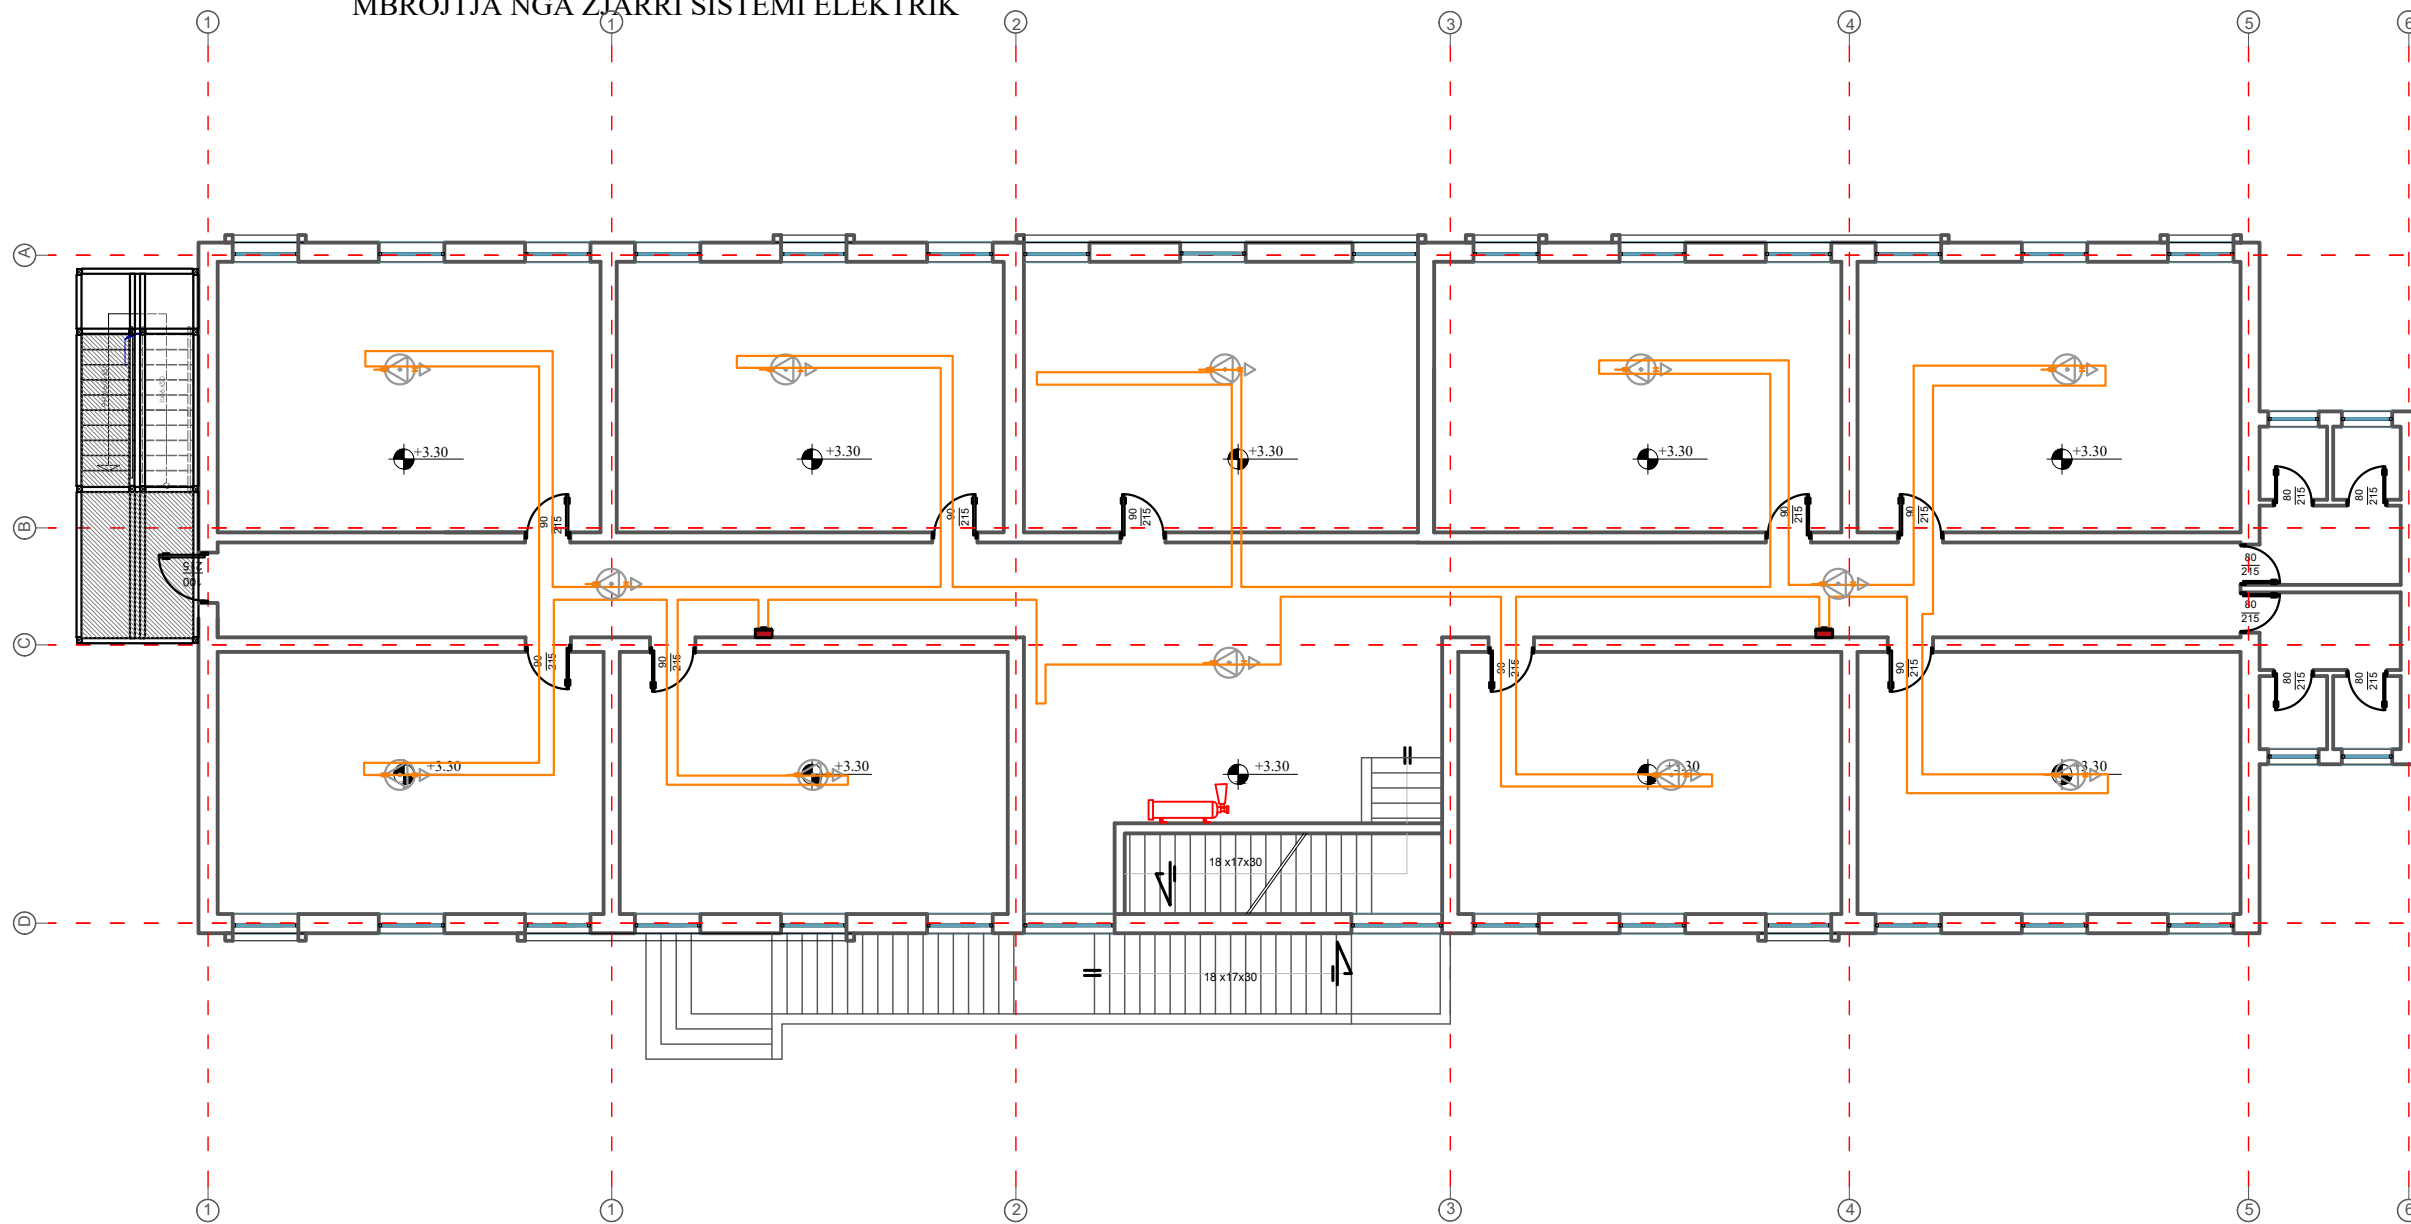 MBROJTJA NGA ZJARRI SISTEMI ELEKTRIK
1 1 2 3 4 5 6
A
+3.30 +3.30 +3.30 +3.30 +3.30
80 215 80 215
90 215 90 215 90 215 90 215 90 215
B
100 215
80 215
80 215
C
90 215 90 215 90 215 90 215
80 215 80 215
+3.30 +3.30 +3.30 +3.30 +3.30
18 x17x30
D
18 x17x30
1 1 2 3 4 5 6